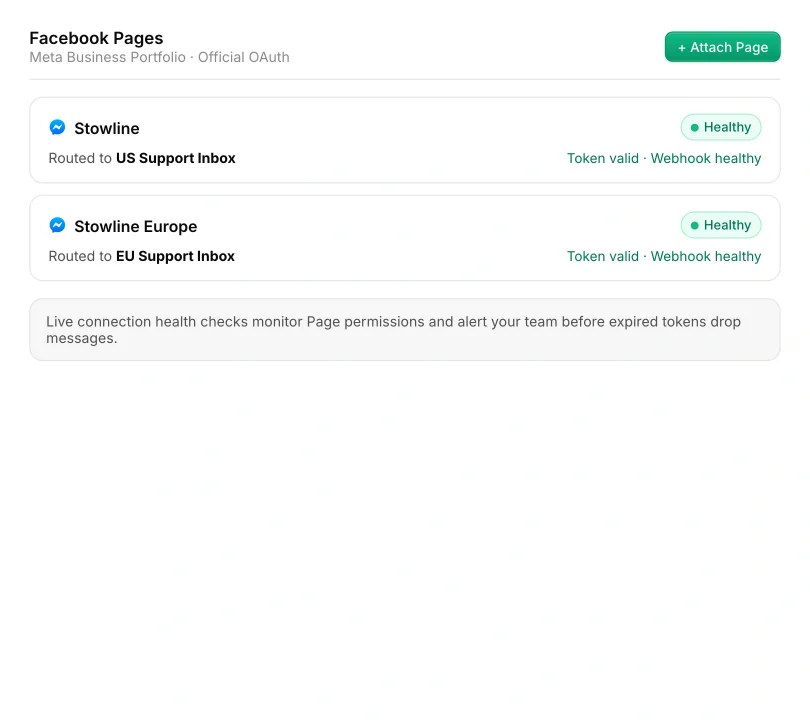 Facebook Pages
Meta Business Portfolio · Official OAuth
+ Attach Page
Stowline
Healthy
Routed to US Support Inbox
Token valid · Webhook healthy
Stowline Europe
Healthy
Routed to EU Support Inbox
Token valid · Webhook healthy
Live connection health checks monitor Page permissions and alert your team before expired tokens drop
messages.